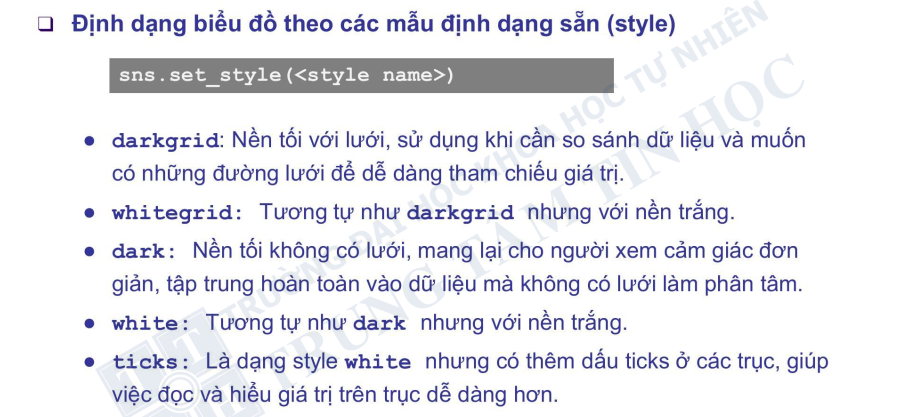 Định dạng biểu đồ theo các mẫu định dạng sẵn (style)
sns.set_style(<style name>)
darkgrid: Nền tối với lưới, sử dụng khi cần so sánh dữ liệu và muốn
có những đường lưới để dễ dàng tham chiếu giá trị.
whitegrid: Tương tự như darkgrid nhưng với nền trắng.
dark: Nền tối không có lưới, mang lại cho người xem cảm giác đơn
giản, tập trung hoàn toàn vào dữ liệu mà không có lưới làm phân tâm.
white: Tương tự như dark nhưng với nền trắng.
ticks: Là dạng style white nhưng có thêm dấu ticks ở các trục, giúp
việc đọc và hiểu giá trị trên trục dễ dàng hơn.
TRƯỜNG ĐẠI HỌC KHOA HỌC TỰ NHIÊN
TRUNG TÂM TIN HỌC